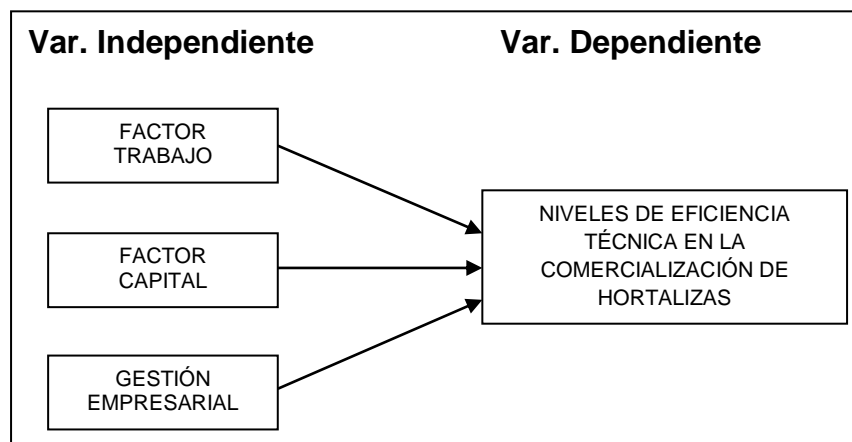 Var. Independiente
Var. Dependiente
FACTOR
TRABAJO
FACTOR
CAPITAL
GESTIÓN
EMPRESARIAL
NIVELES DE EFICIENCIA
TÉCNICA EN LA
COMERCIALIZACIÓN DE
HORTALIZAS